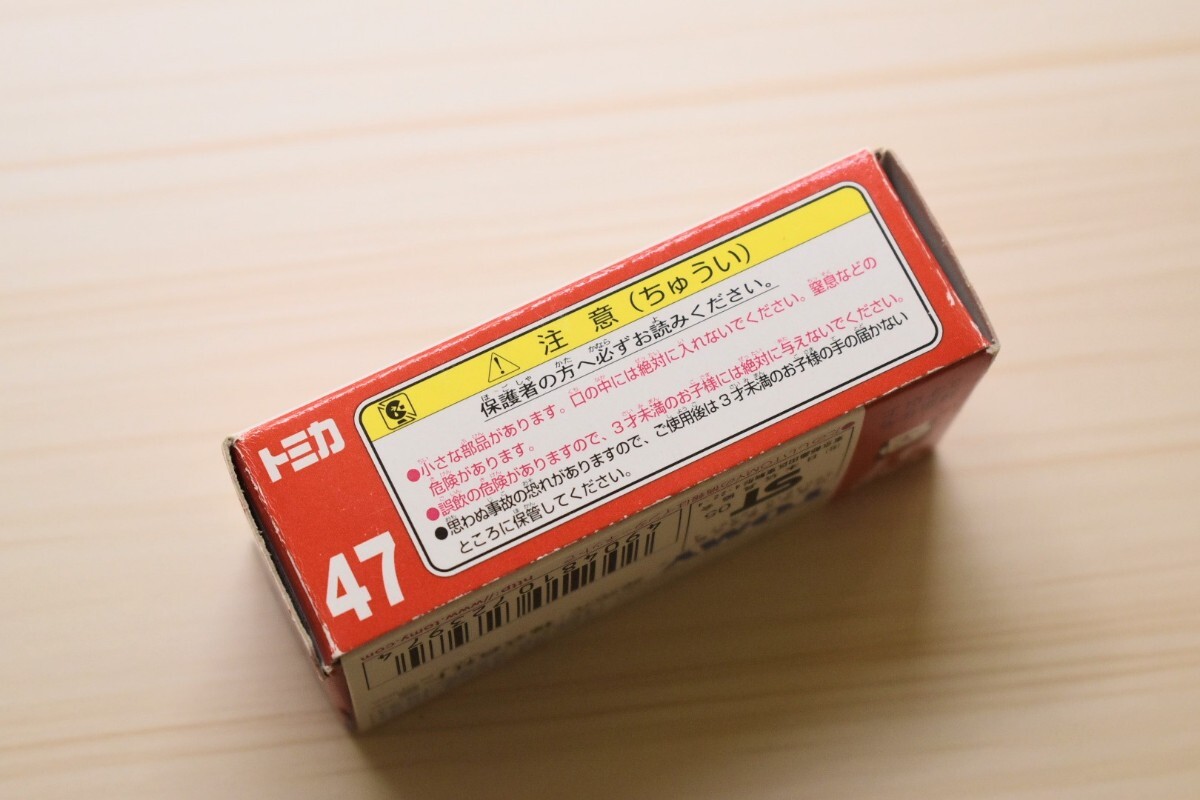 トミカ
47
注意(ちゅうい)
保護者の方へ必ずお読みください。
●小さな部品があります。口の中には絶対に入れないでください。窒息などの
危険があります。
●誤飲の危険がありますので、3才未満のお子様には絶対に与えないでください。
●思わぬ事故の恐れがありますので、ご使用後は3才未満のお子様の手の届かない
ところに保管してください。
ST
4904810723974
http://www.tomy.com